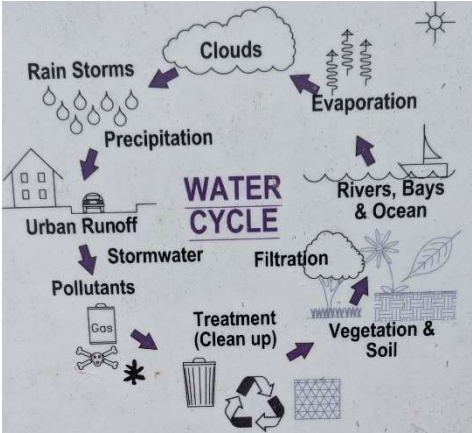 Clouds
Rain Storms
Evaporation
Precipitation
WATER
CYCLE
Rivers, Bays
& Ocean
Urban Runoff
Stormwater
Filtration
Pollutants
Gas
Treatment
(Clean up)
Vegetation &
Soil